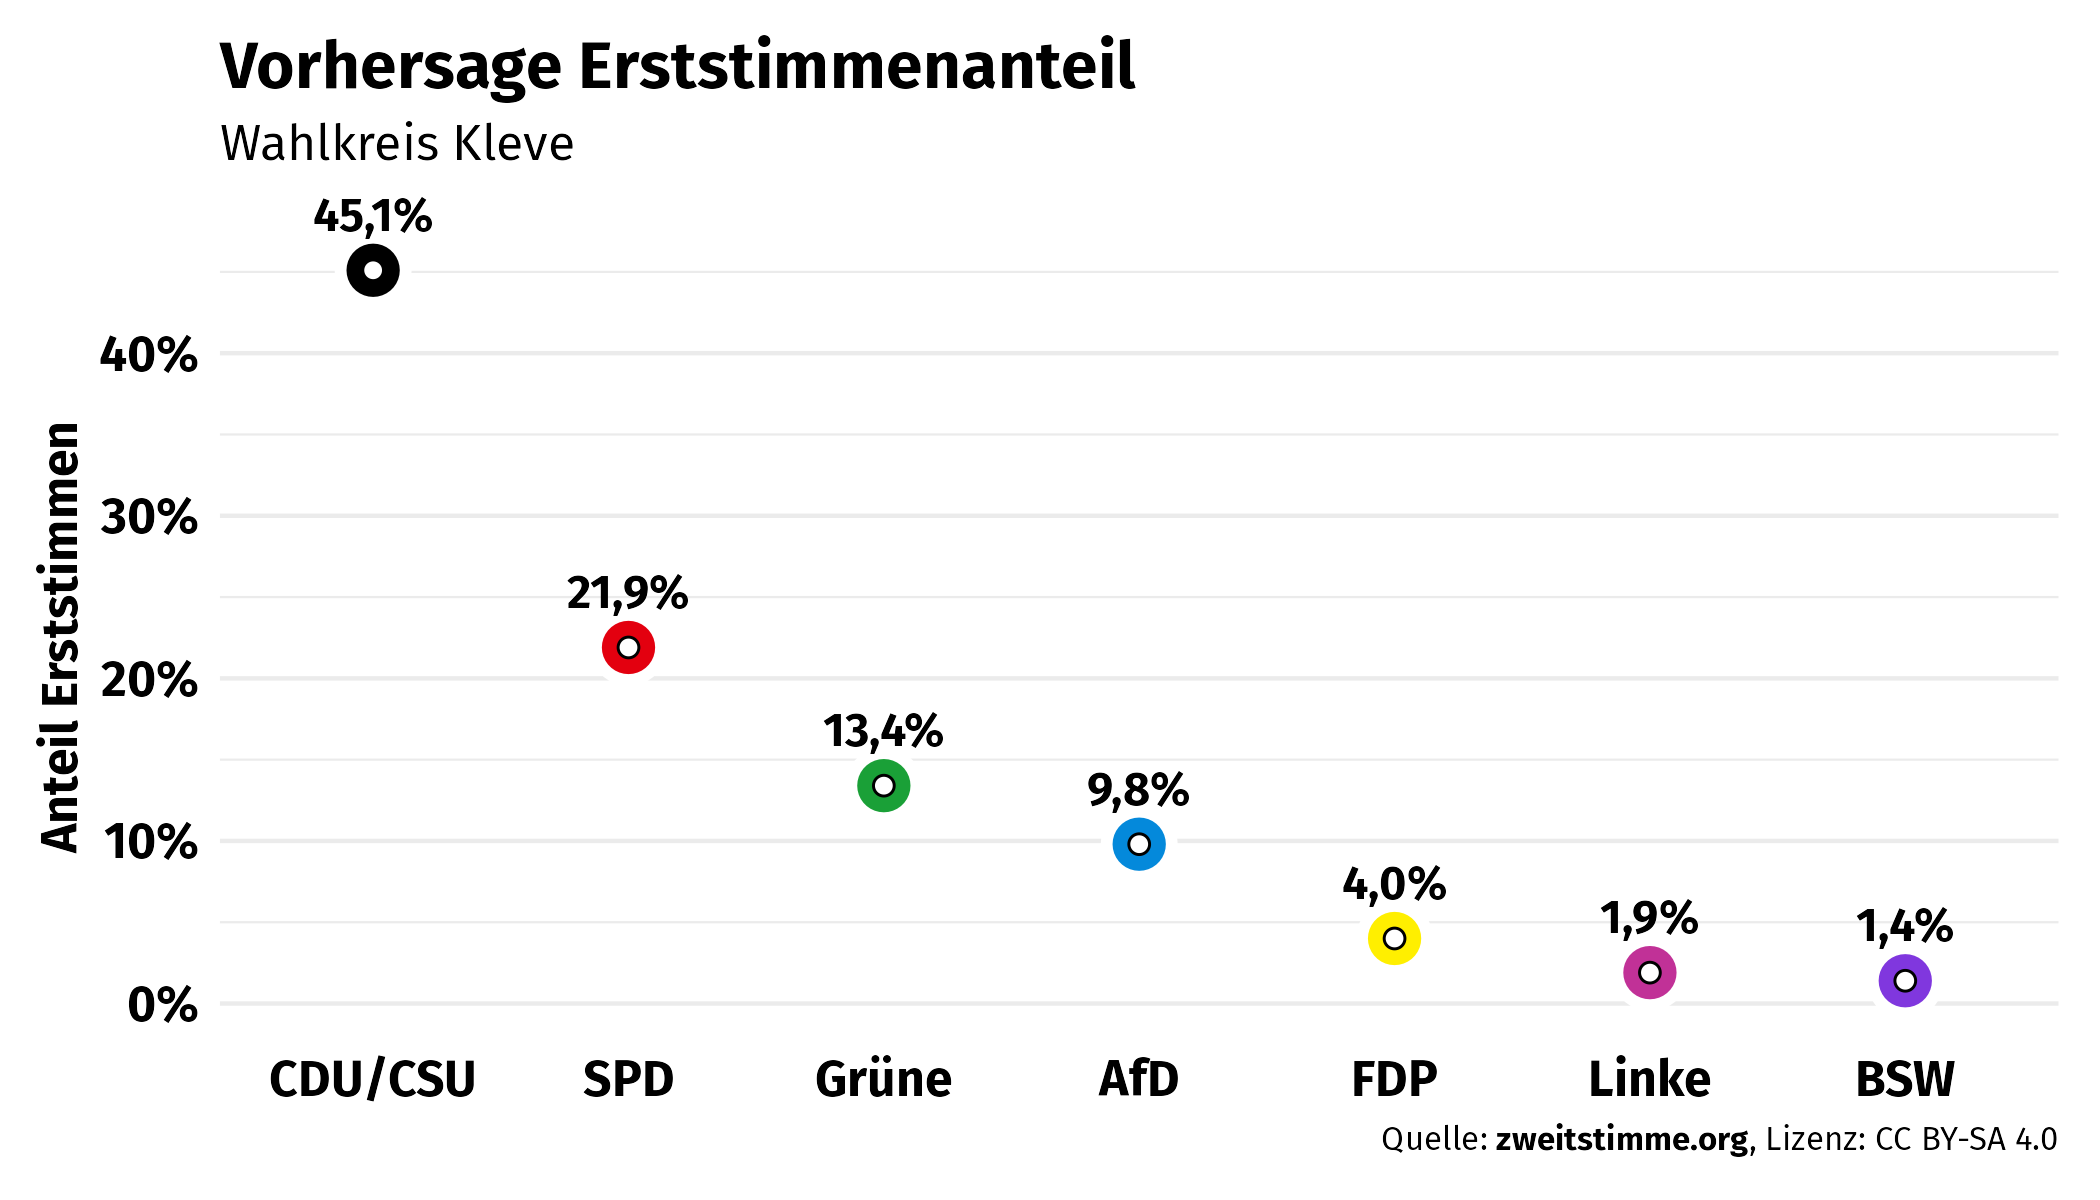 Vorhersage Erststimmenanteil
Wahlkreis Kleve
45,1%
40%
30%
21,9%
20%
13,4%
9,8%
10%
4,0%
1,9%
1,4%
0%
Anteil Erststimmen
CDU/CSU SPD Grüne AfD FDP Linke BSW
Quelle: zweitstimme.org, Lizenz: CC BY-SA 4.0